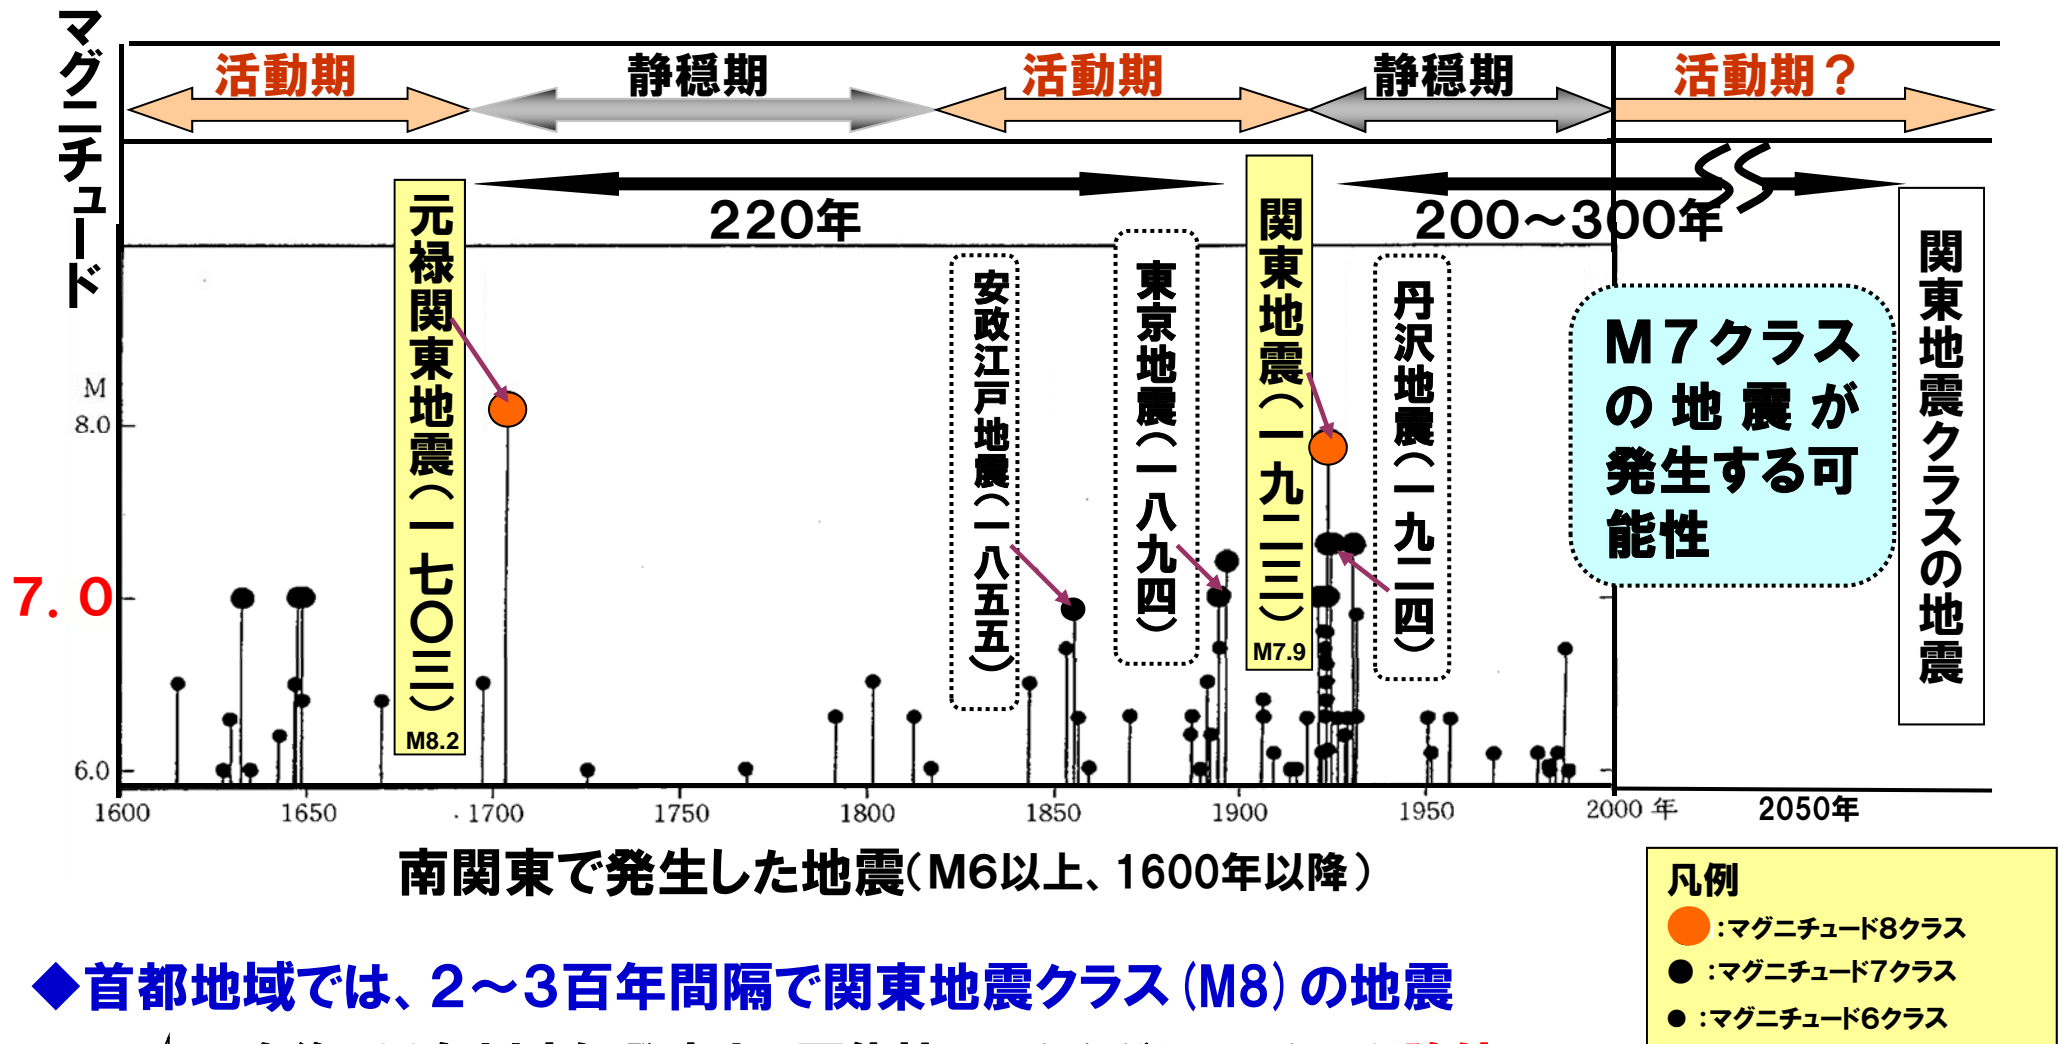 マグニチュード
活動期
静穏期
活動期
静穏期
活動期？
220年
200～300年
元禄関東地震（一七〇三）
M8.2
安政江戸地震（一八五五）
東京地震（一八九四）
関東地震（一九二三）
M7.9
丹沢地震（一九二四）
M７クラス
の地震が
発生する可
能性
関東地震クラスの地震
M
8.0
７．０
6.0
1600
1650
1700
1750
1800
1850
1900
1950
2000 年
2050年
南関東で発生した地震（M6以上、1600年以降）
凡例
：マグニチュード8クラス
：マグニチュード7クラス
：マグニチュード6クラス
◆首都地域では、２～３百年間隔で関東地震クラス（M8）の地震